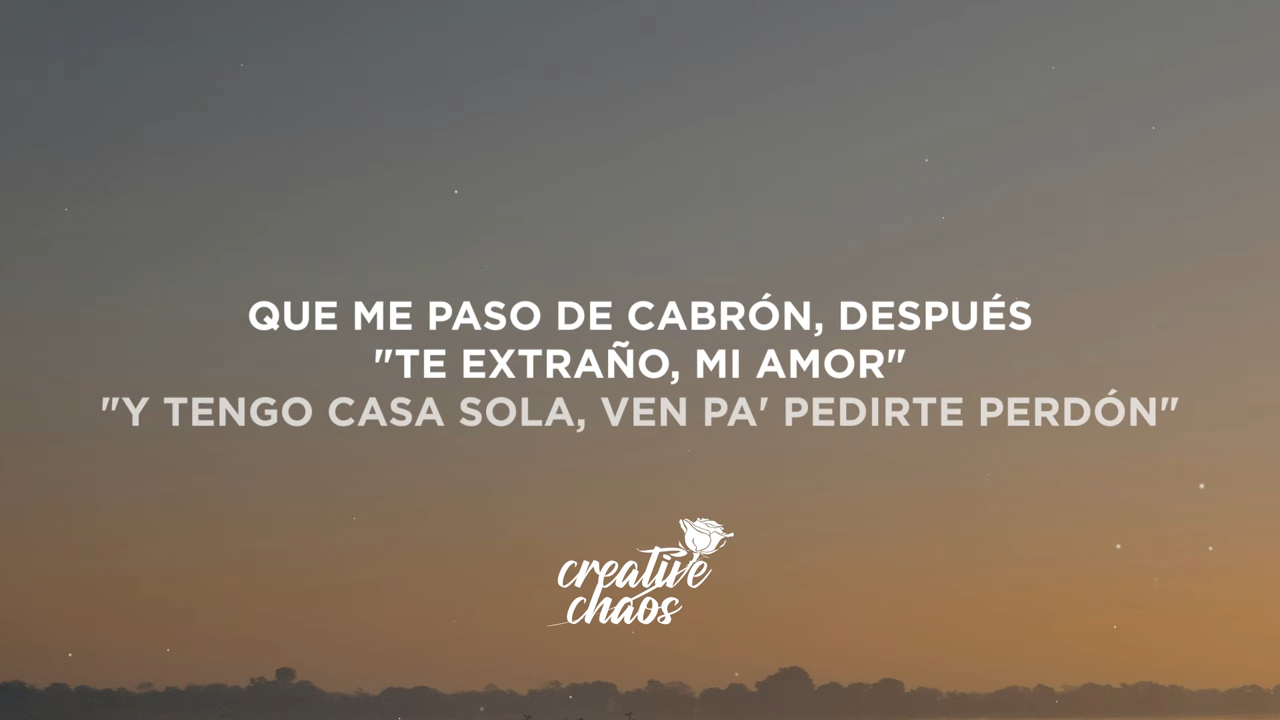 QUE ME PASO DE CABRÓN, DESPUÉS
"TE EXTRAÑO, MI AMOR"
"Y TENGO CASA SOLA, VEN PA' PEDIRTE PERDÓN"
creative
chaos